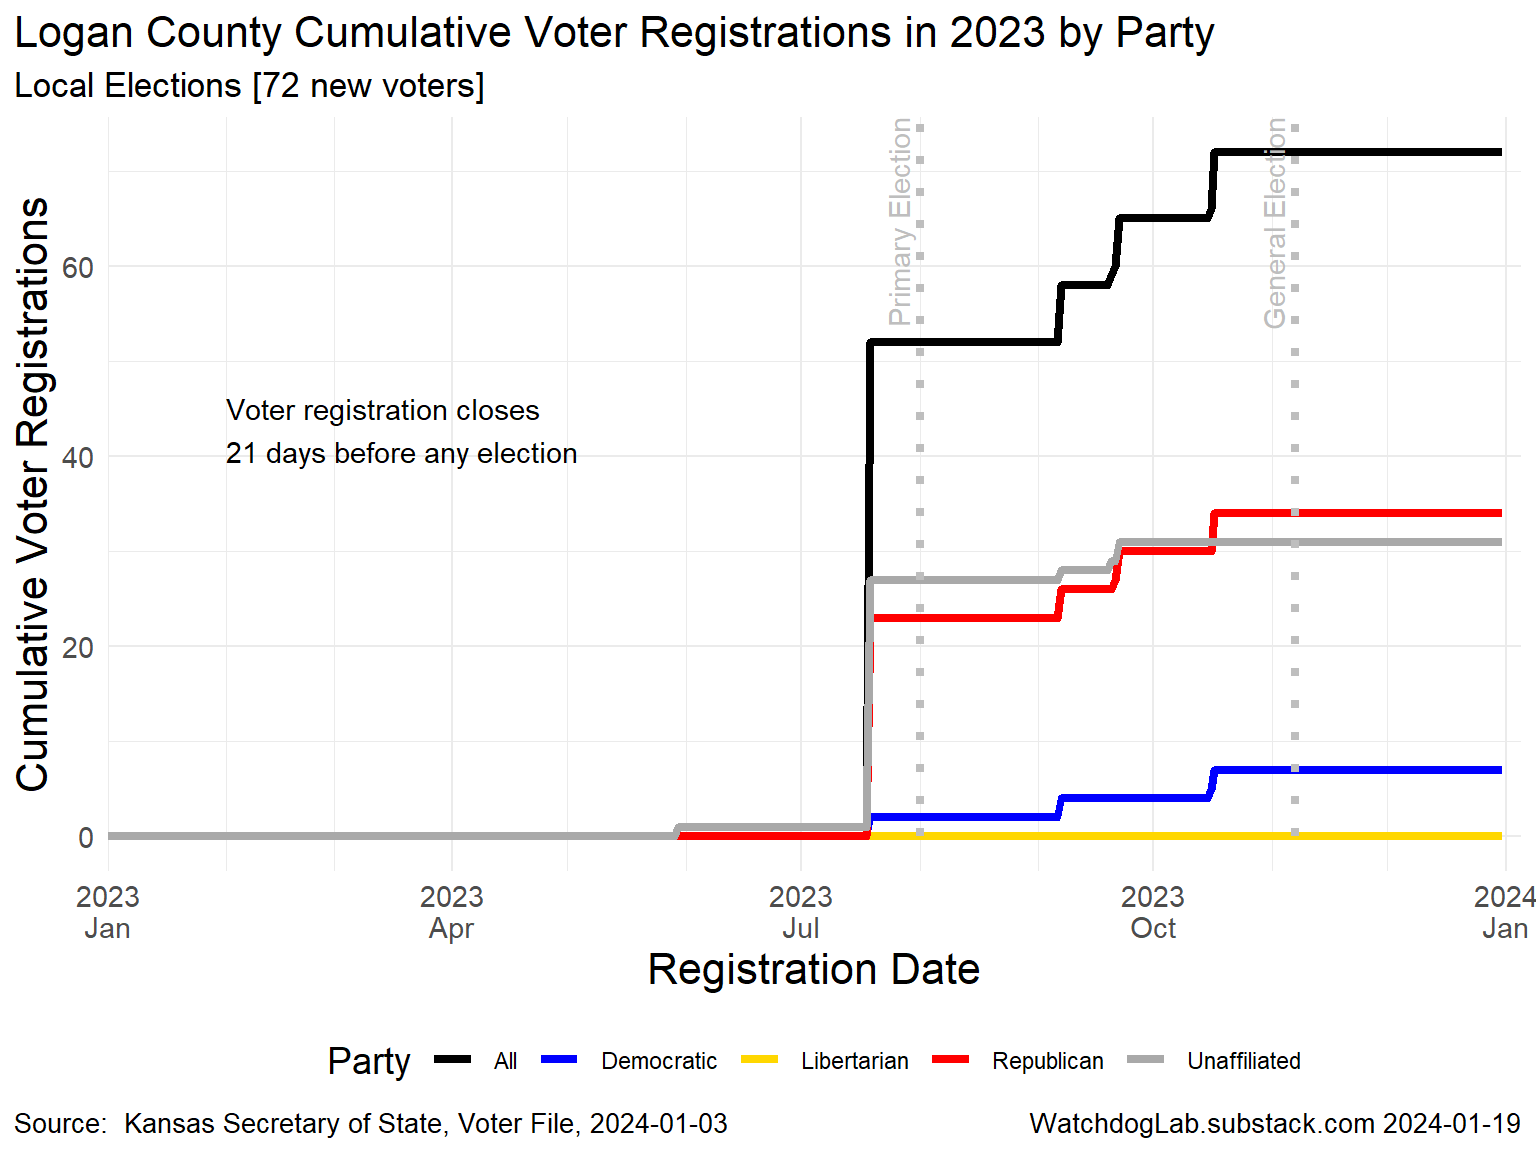 Logan County Cumulative Voter Registrations in 2023 by Party
Local Elections [72 new voters]
Cumulative Voter Registrations
60
40
20
0
Primary Election
General Election
Voter registration closes
21 days before any election
2023 2023 2023 2023 2024
Jan Apr Jul Oct Jan
Registration Date
Party All Democratic Libertarian Republican Unaffiliated
Source:  Kansas Secretary of State, Voter File, 2024-01-03
WatchdogLab.substack.com 2024-01-19